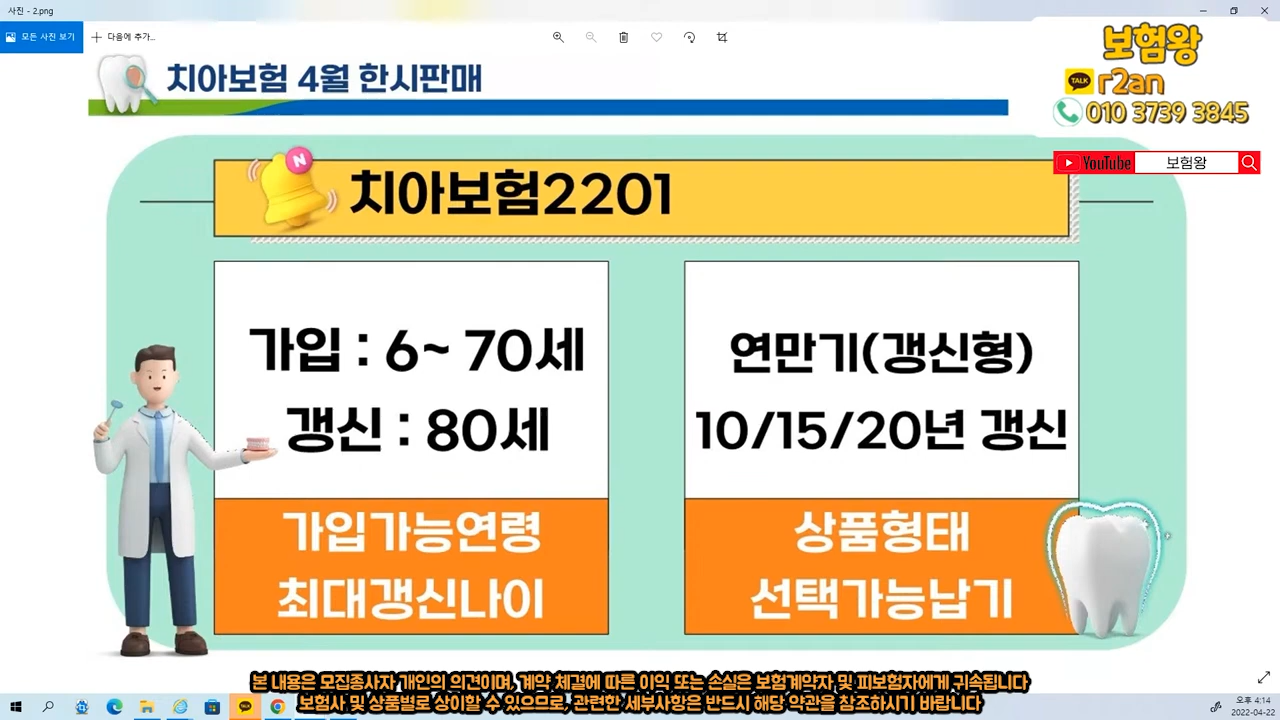 사진 - 2.png
모든 사진 보기
다음에 추가...
보험왕
TALK r2an
010 3739 3845
YouTube 보험왕
치아보험 4월 한시판매
N
치아보험2201
가입 : 6~ 70세
갱신 : 80세
가입가능연령
최대갱신나이
연만기(갱신형)
10/15/20년 갱신
상품형태
선택가능납기
본 내용은 모집종사자 개인의 의견이며, 계약 체결에 따른 이익 또는 손실은 보험계약자 및 피보험자에게 귀속됩니다
보험사 및 상품별로 상이할 수 있으므로, 관련한 세부사항은 반드시 해당 약관을 참조하시기 바랍니다
TALK
오후 4:14
2022-04-22